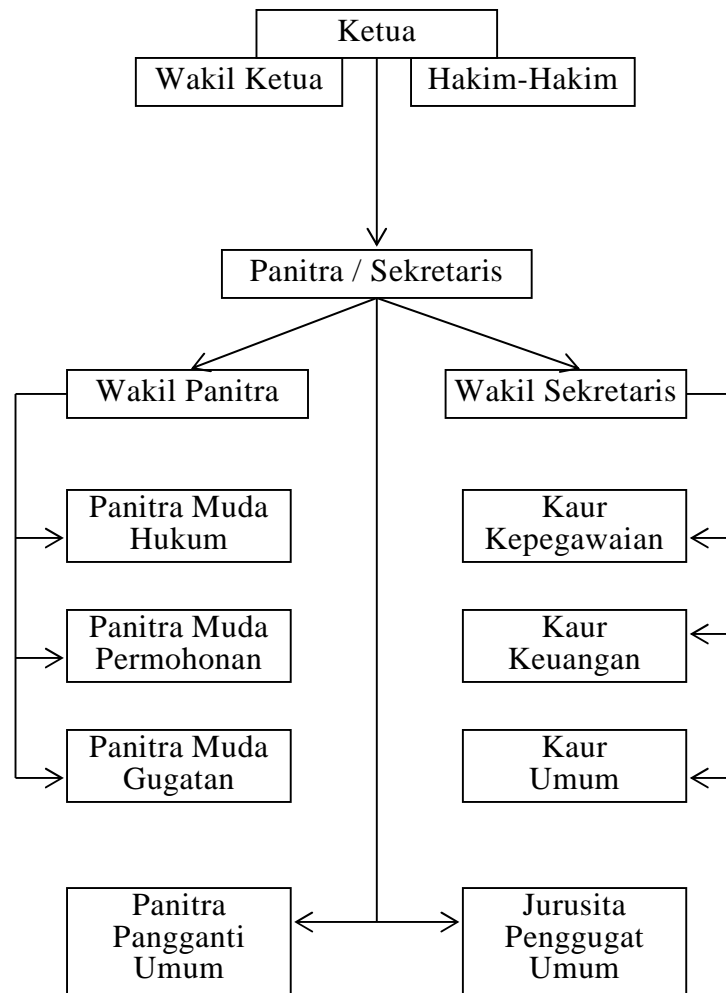 Ketua
Wakil Ketua
Hakim-Hakim
Panitra / Sekretaris
Wakil Panitra
Wakil Sekretaris
Panitra Muda
Hukum
Kaur
Kepegawaian
Panitra Muda
Permohonan
Kaur
Keuangan
Panitra Muda
Gugatan
Kaur
Umum
Panitra
Pangganti
Umum
Jurusita
Penggugat
Umum